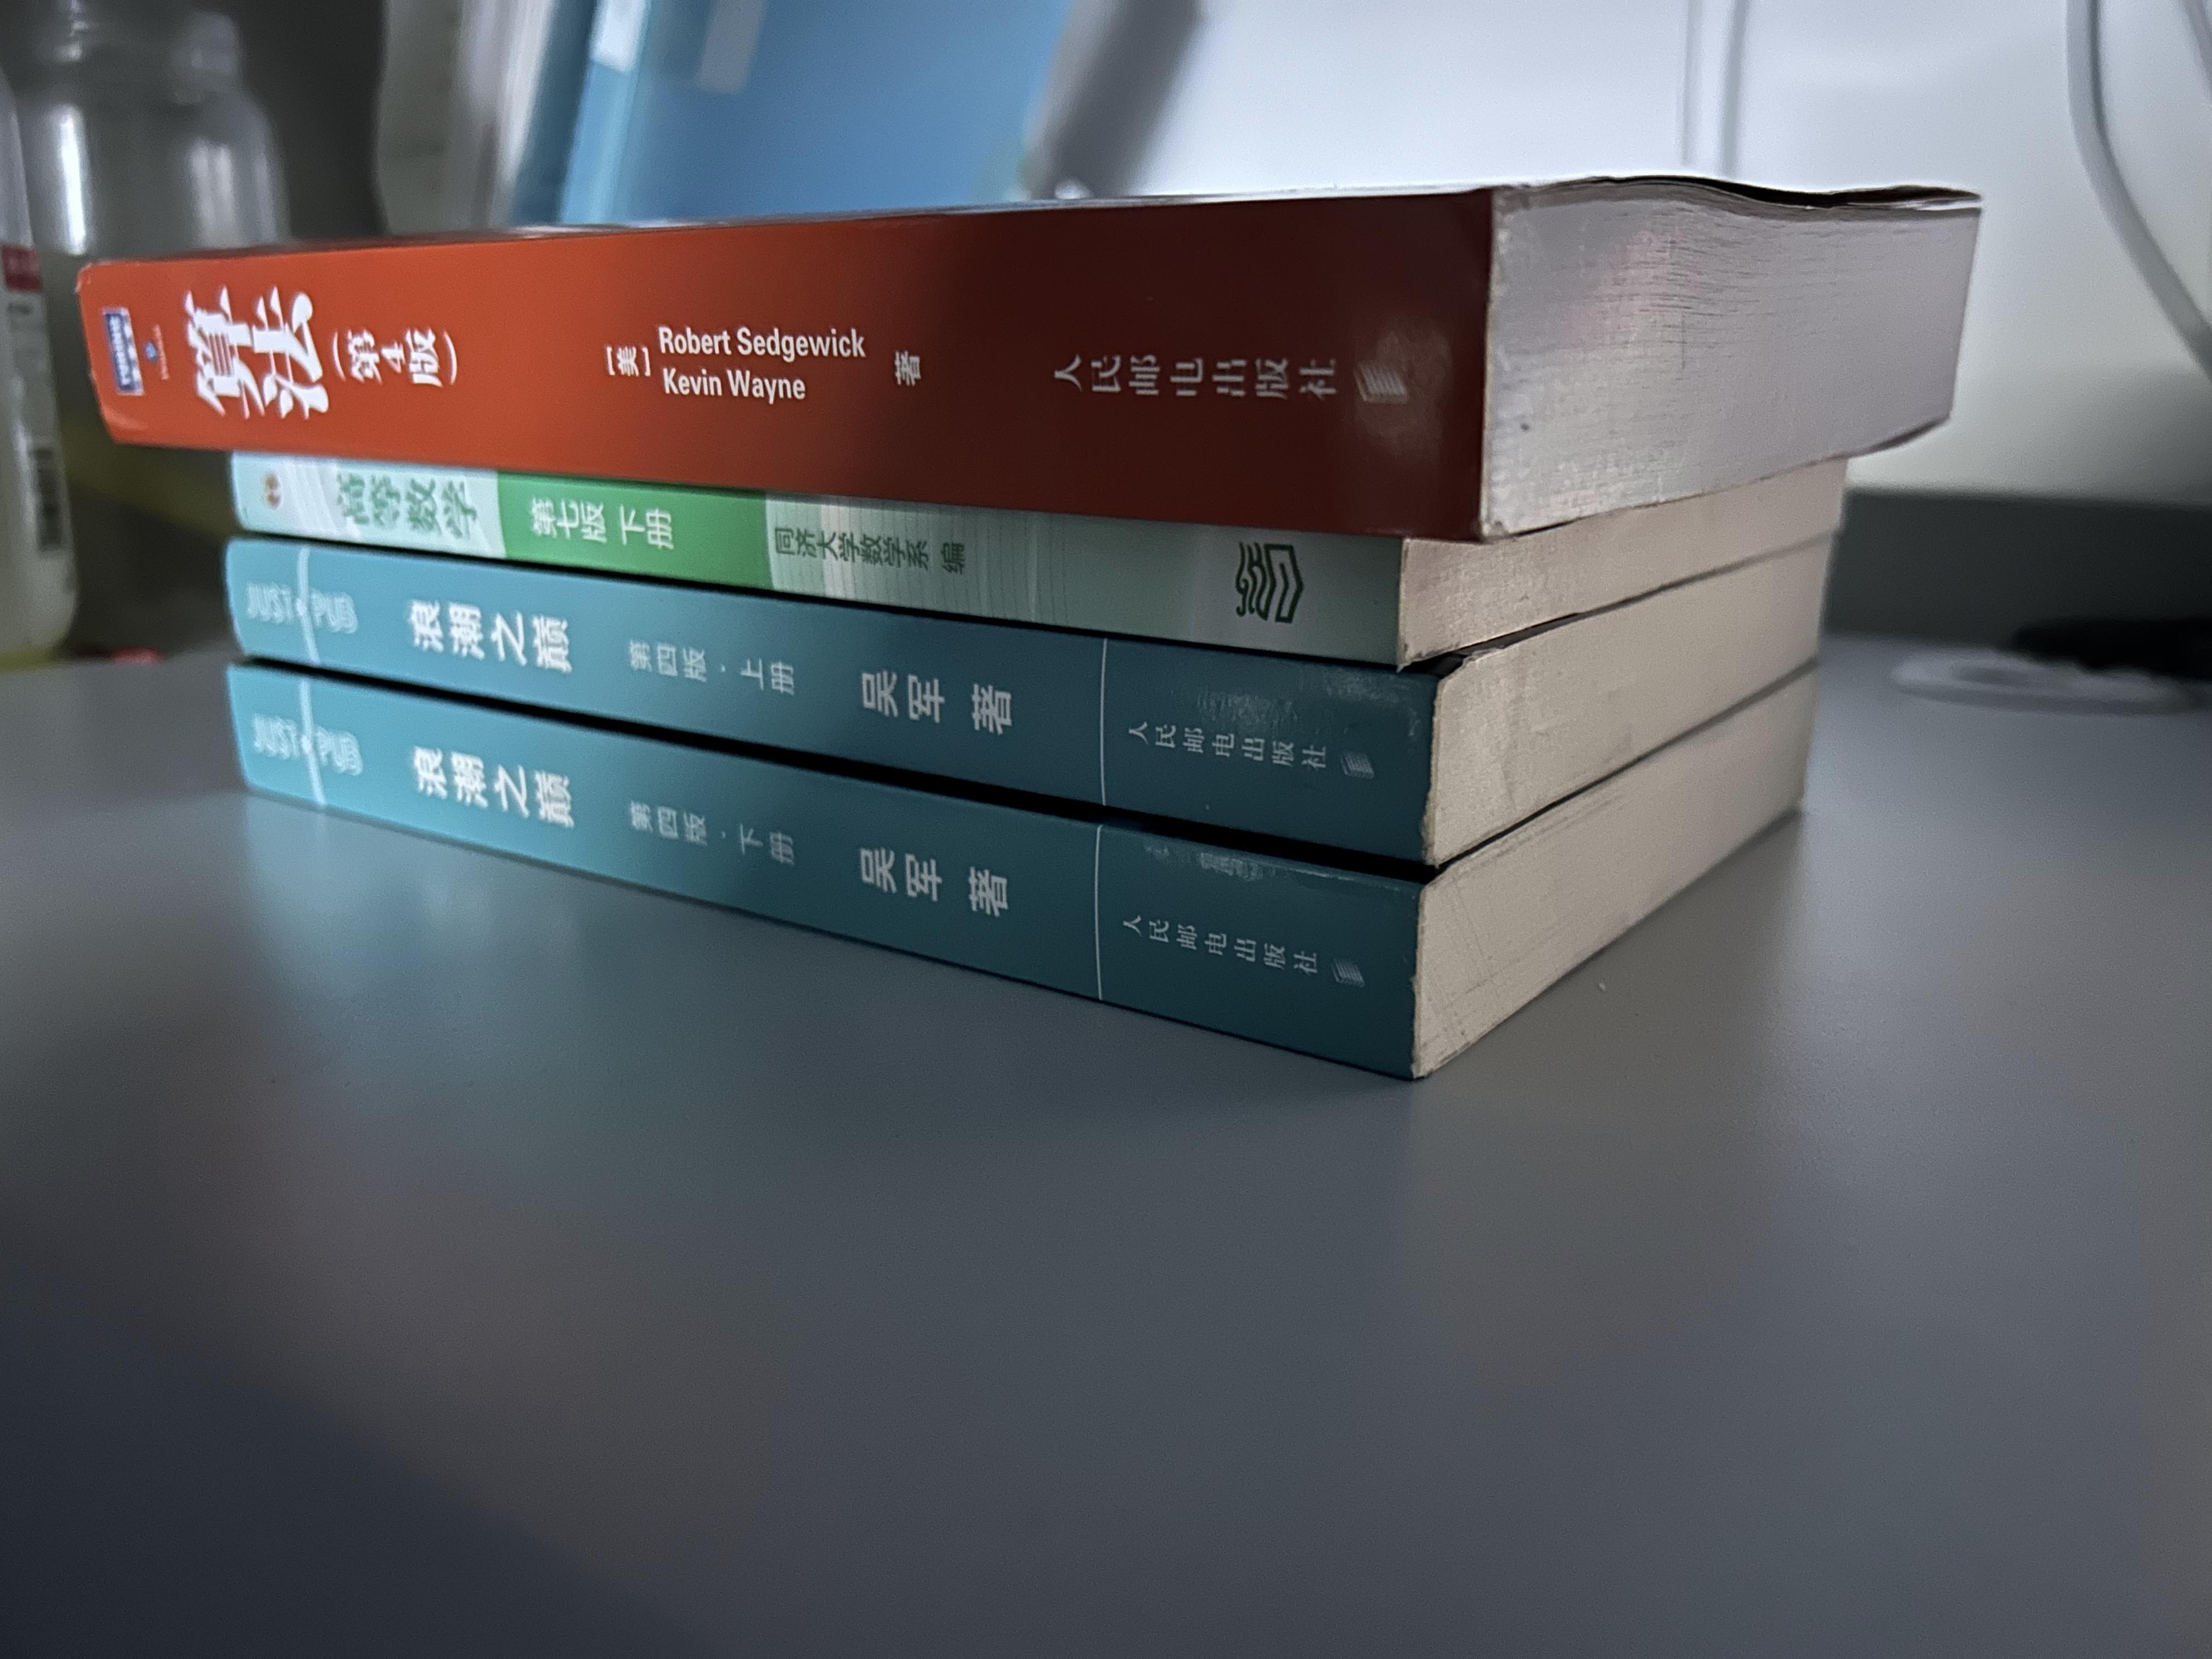 算法(第4版)
[美] Robert Sedgewick
Kevin Wayne
著
人民邮电出版社
高等数学
第七版 下册
同济大学数学系 编
浪潮之巅
第四版·上册
吴军 著
人民邮电出版社
浪潮之巅
第四版·下册
吴军 著
人民邮电出版社